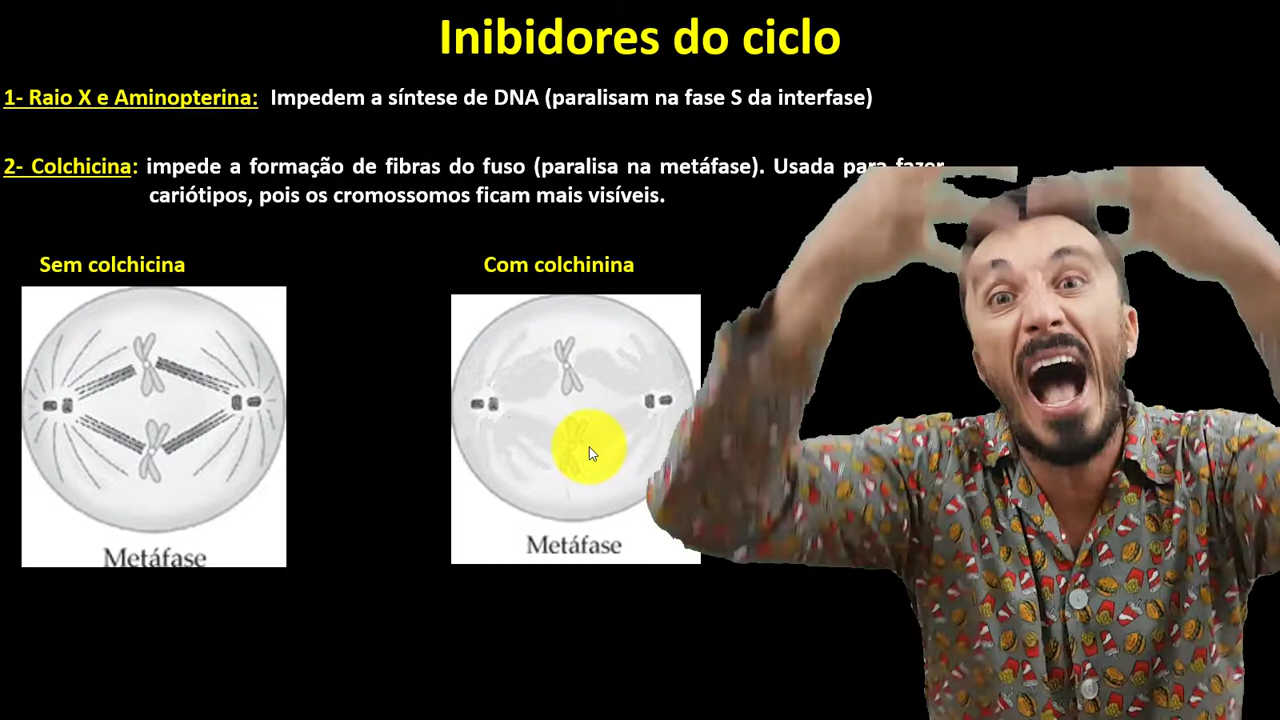 Inibidores do ciclo
1- Raio X e Aminopterina: Impedem a síntese de DNA (paralisam na fase S da interfase)
2- Colchicina: impede a formação de fibras do fuso (paralisa na metáfase). Usada para fazer
cariótipos, pois os cromossomos ficam mais visíveis.
Sem colchicina
Com colchinina
Metáfase
Metáfase